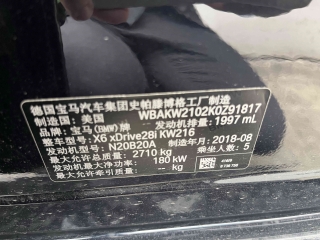 德国宝马汽车集团史帕滕博格工厂制造
制造国：美国 WBAKW2102K0Z91817
品牌：宝马(BMW)牌 发动机排量：1997 mL
整车型号：X6 xDrive28i KW216
发动机型号：N20B20A 制造年月：2018-08
最大允许总质量：2710 kg 乘坐人数：5
发动机最大净功率：180 kW
最大允许牵引质量：-- kg